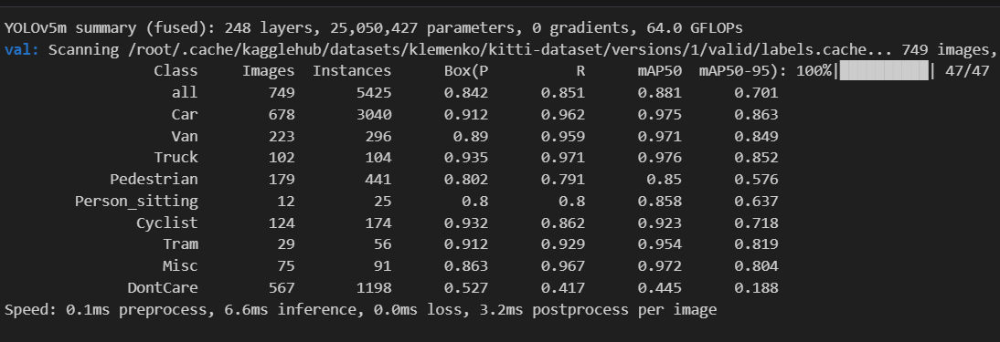 YOLOv5m summary (fused): 248 layers, 25,050,427 parameters, 0 gradients, 64.0 GFLOPs
val: Scanning /root/.cache/kagglehub/datasets/klemenko/kitti-dataset/versions/1/valid/labels.cache... 749 images,
Class Images Instances Box(P R mAP50 mAP50-95): 100%|██████████| 47/47
all 749 5425 0.842 0.851 0.881 0.701
Car 678 3040 0.912 0.962 0.975 0.863
Van 223 296 0.89 0.959 0.971 0.849
Truck 102 104 0.935 0.971 0.976 0.852
Pedestrian 179 441 0.802 0.791 0.85 0.576
Person_sitting 12 25 0.8 0.8 0.858 0.637
Cyclist 124 174 0.932 0.862 0.923 0.718
Tram 29 56 0.912 0.929 0.954 0.819
Misc 75 91 0.863 0.967 0.972 0.804
DontCare 567 1198 0.527 0.417 0.445 0.188
Speed: 0.1ms preprocess, 6.6ms inference, 0.0ms loss, 3.2ms postprocess per image